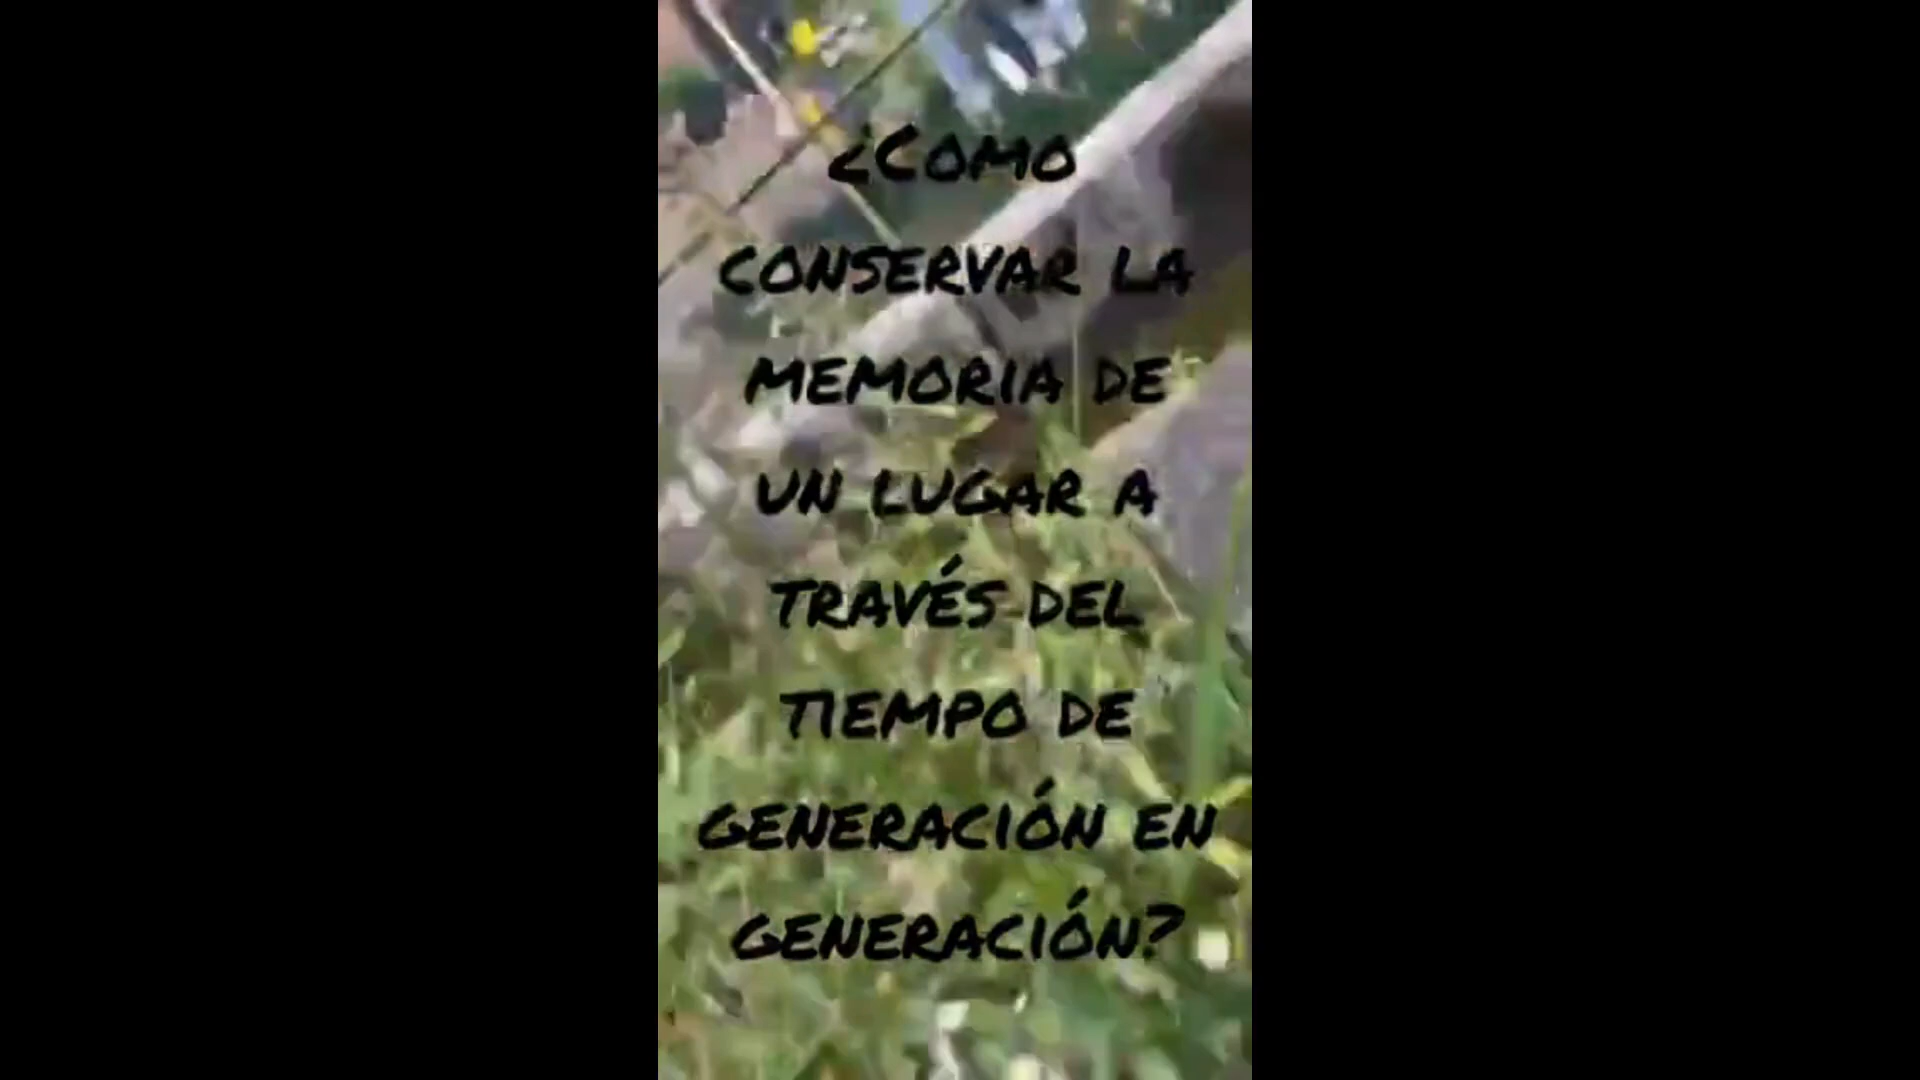 ¿Como
conservar la
memoria de
un lugar a
través del
tiempo de
generación en
generación?